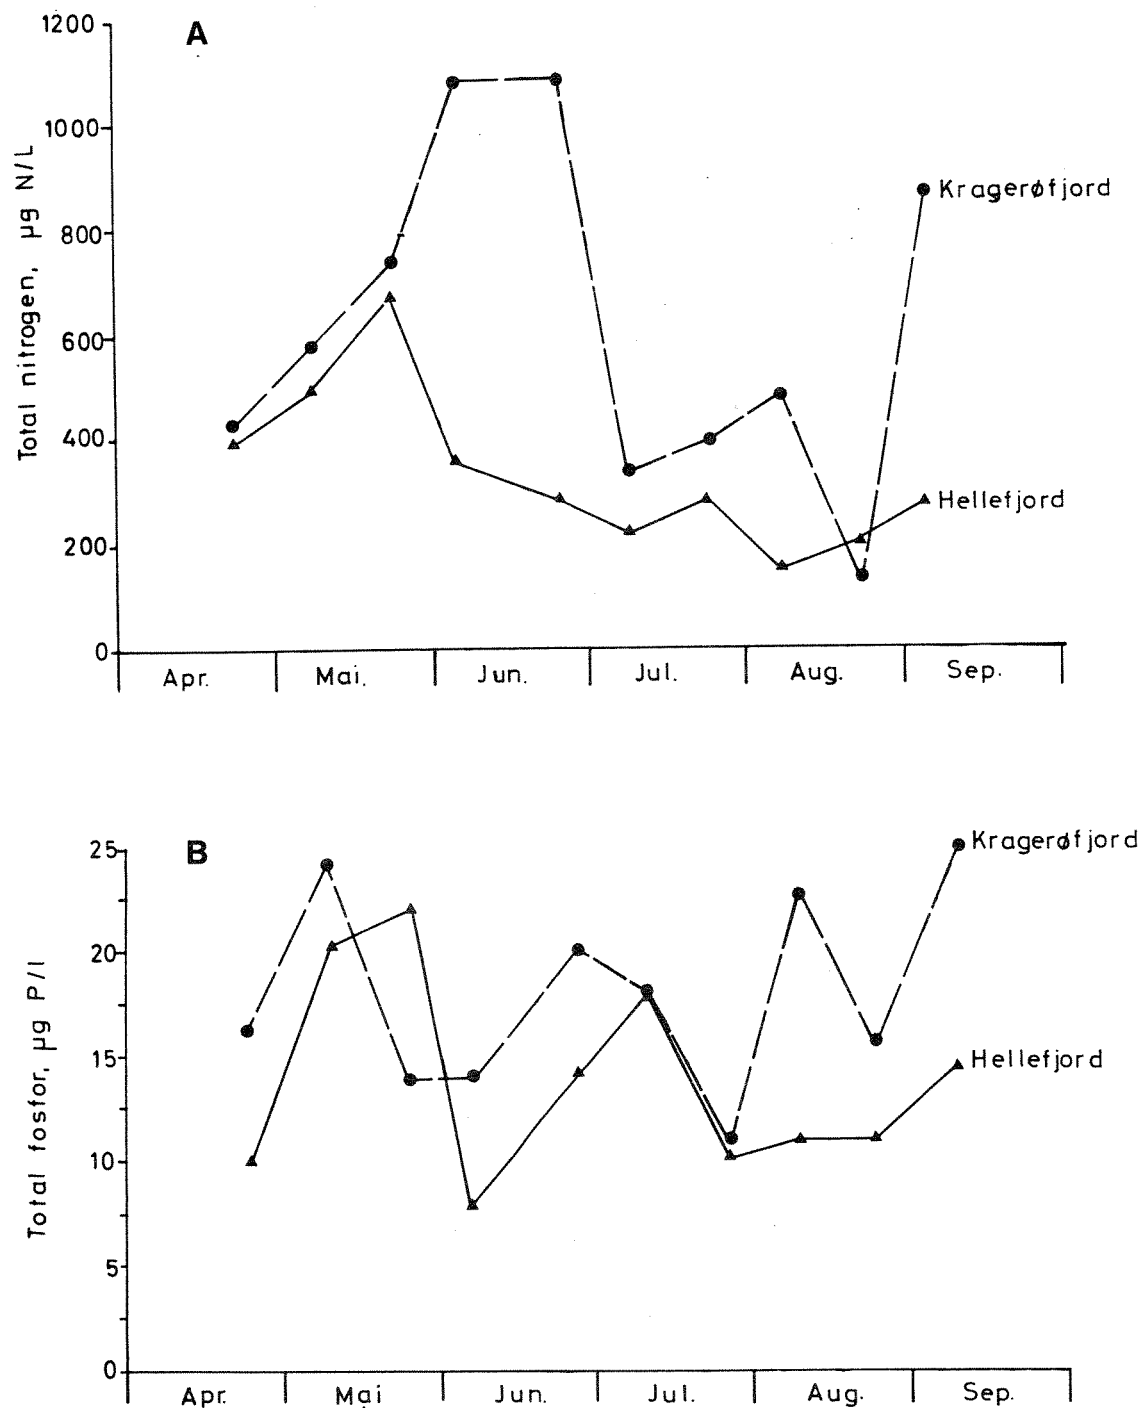 A
Total nitrogen, µg N/L
1200
1000
800
600
400
200
0
Kragerøfjord
Hellefjord
Apr. Mai. Jun. Jul. Aug. Sep.
B
Total fosfor, µg P/l
25
20
15
10
5
0
Kragerøfjord
Hellefjord
Apr. Mai Jun. Jul. Aug. Sep.